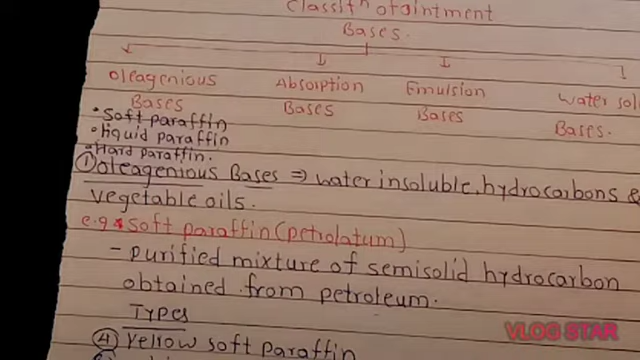 Classifⁿ of ointment
Bases.
Oleagenious Absorption Emulsion water sol
Bases Bases Bases Bases.
• Soft paraffin
• liquid paraffin
• Hard paraffin.
① Oleagenious Bases ⇒ water insoluble, hydrocarbons &
vegetable oils.
e.g * Soft paraffin (petrolatum)
- purified mixture of semisolid hydrocarbon
obtained from petroleum.
Types
④ Yellow soft paraffin
VLOG STAR